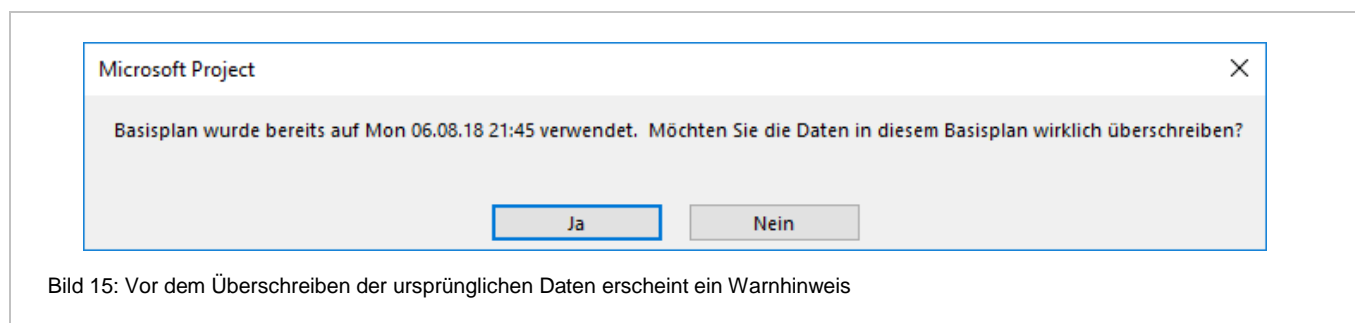 Microsoft Project
Basisplan wurde bereits auf Mon 06.08.18 21:45 verwendet.  Möchten Sie die Daten in diesem Basisplan wirklich überschreiben?
Ja Nein
Bild 15: Vor dem Überschreiben der ursprünglichen Daten erscheint ein Warnhinweis